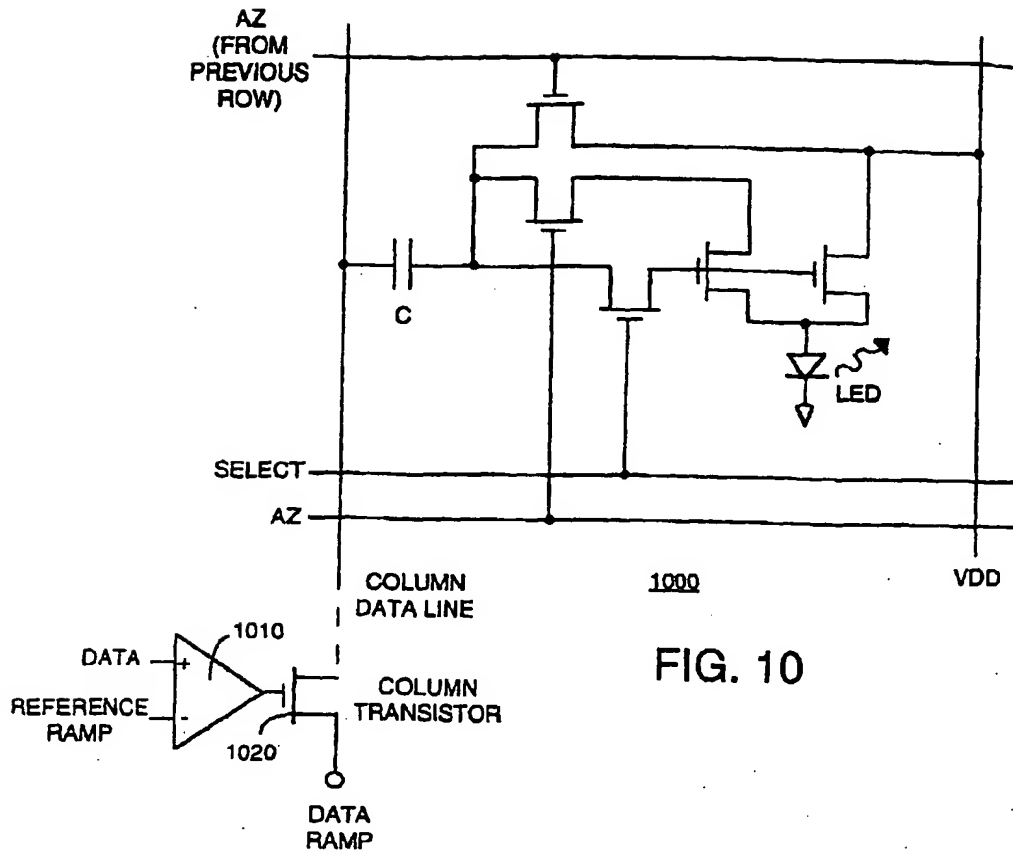 AZ
(FROM
PREVIOUS
ROW)
C
LED
SELECT
AZ
COLUMN
DATA LINE
1000
VDD
1010
DATA
+
REFERENCE
RAMP
-
COLUMN
TRANSISTOR
1020
DATA
RAMP
FIG. 10